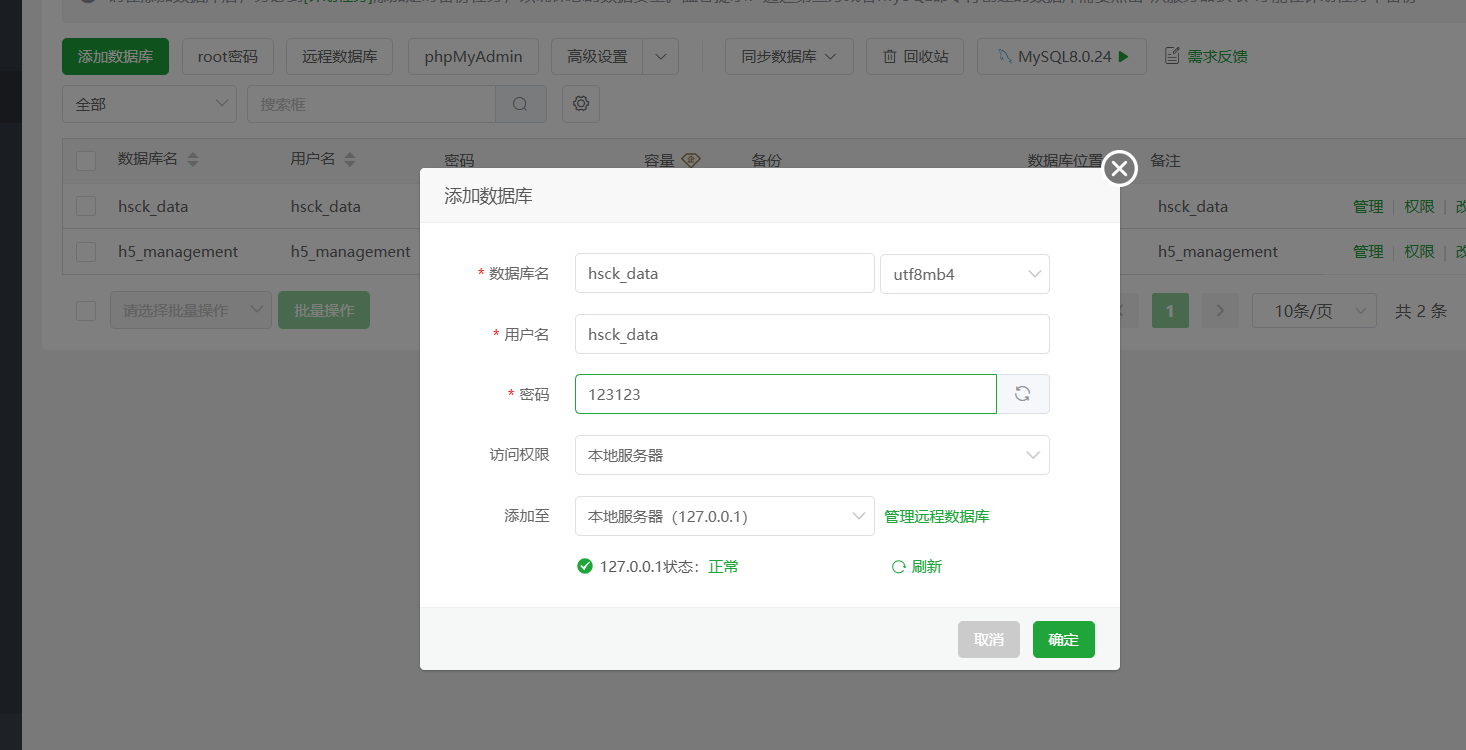 添加数据库 root密码 远程数据库 phpMyAdmin 高级设置 同步数据库 回收站 MySQL8.0.24 需求反馈
全部 搜索框
数据库名 用户名 密码 容量 备份 数据库位置 备注
hsck_data hsck_data hsck_data 管理 权限
h5_management h5_management h5_management 管理 权限
请选择批量操作 批量操作 1 10条/页 共 2 条
添加数据库
* 数据库名 hsck_data utf8mb4
* 用户名 hsck_data
* 密码 123123
访问权限 本地服务器
添加至 本地服务器 (127.0.0.1) 管理远程数据库
127.0.0.1状态: 正常 刷新
取消 确定